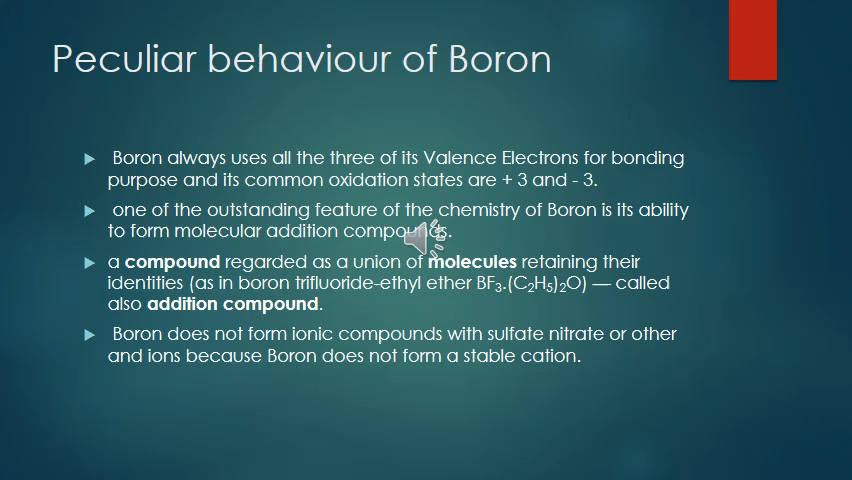 Peculiar behaviour of Boron
Boron always uses all the three of its Valence Electrons for bonding
purpose and its common oxidation states are + 3 and - 3.
one of the outstanding feature of the chemistry of Boron is its ability
to form molecular addition compounds.
a compound regarded as a union of molecules retaining their
identities (as in boron trifluoride-ethyl ether BF₃.(C₂H₅)₂O) — called
also addition compound.
Boron does not form ionic compounds with sulfate nitrate or other
and ions because Boron does not form a stable cation.